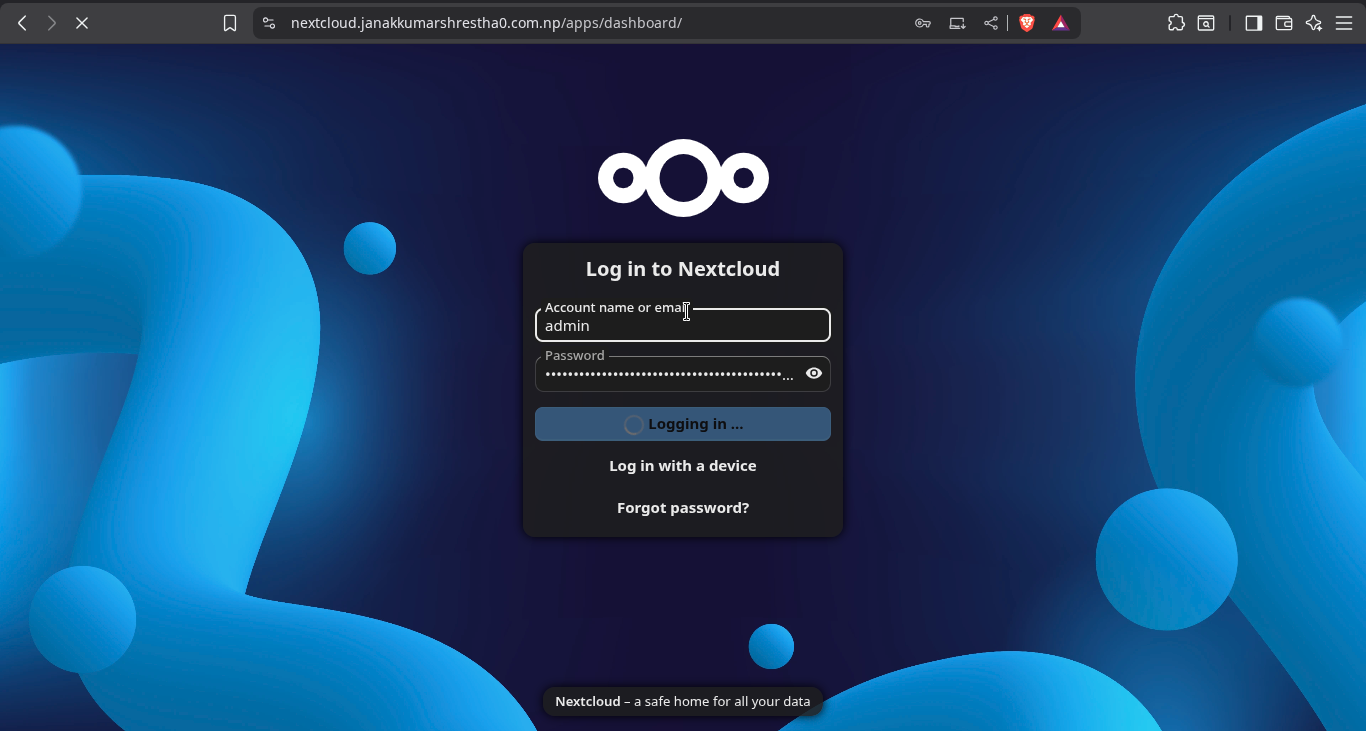 nextcloud.janakkumarshrestha0.com.np/apps/dashboard/
Log in to Nextcloud
Account name or email
admin
Password
••••••••••••••••••••••••••••••••••••••••••...
Logging in ...
Log in with a device
Forgot password?
Nextcloud – a safe home for all your data